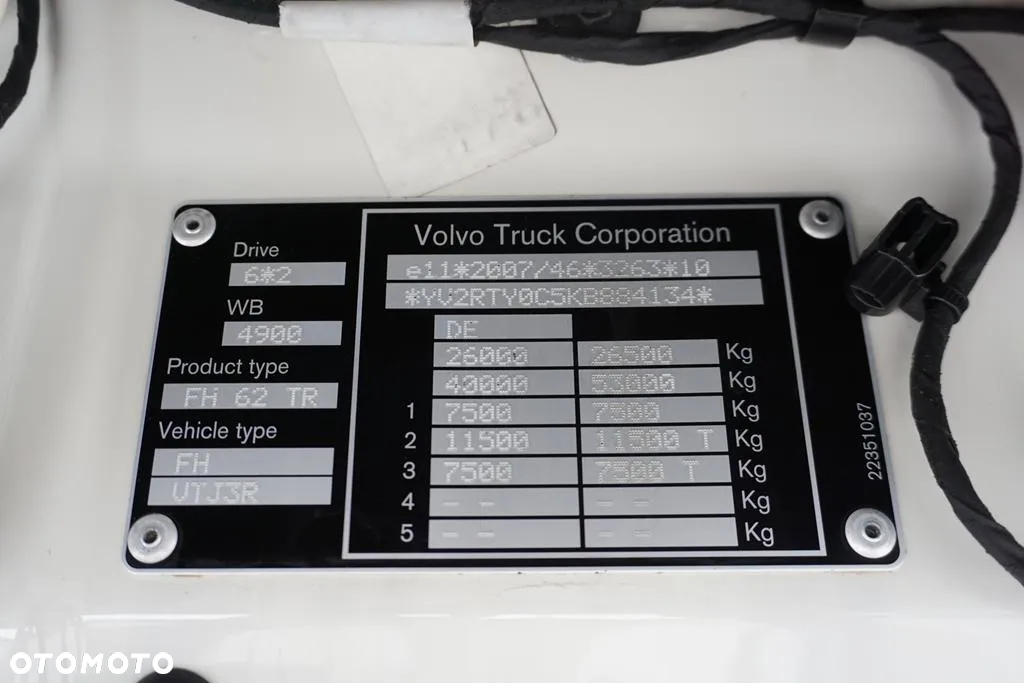 Drive
6*2
WB
4900
Product type
FH 62 TR
Vehicle type
FH
VTJ3R
Volvo Truck Corporation
e11*2007/46*3263*10
*YV2RTY0C5KB884134*
DE
26000 26500 Kg
40000 53000 Kg
1 7500 7500 Kg
2 11500 11500 T Kg
3 7500 7500 T Kg
4 - - - - Kg
5 - - - - Kg
22351037
OTOMOTO